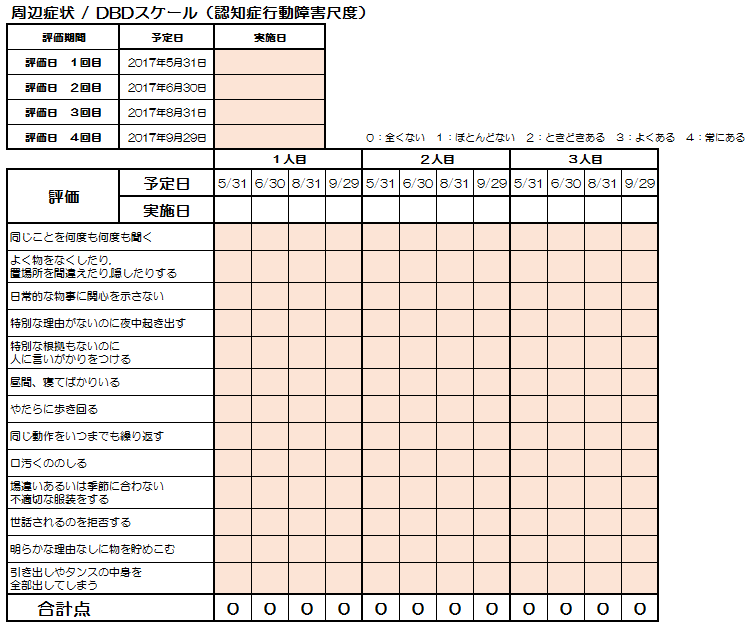 周辺症状 / DBDスケール（認知症行動障害尺度）
評価期間 予定日 実施日
評価日 1回目 2017年5月31日
評価日 2回目 2017年6月30日
評価日 3回目 2017年8月31日
評価日 4回目 2017年9月29日
0：全くない 1：ほとんどない 2：ときどきある 3：よくある 4：常にある
1人目 2人目 3人目
評価 予定日 5/31 6/30 8/31 9/29 5/31 6/30 8/31 9/29 5/31 6/30 8/31 9/29
実施日
同じことを何度も何度も聞く
よく物をなくしたり,
置場所を間違えたり,隠したりする
日常的な物事に関心を示さない
特別な理由がないのに夜中起き出す
特別な根拠もないのに
人に言いがかりをつける
昼間、寝てばかりいる
やたらに歩き回る
同じ動作をいつまでも繰り返す
口汚くののしる
場違いあるいは季節に合わない
不適切な服装をする
世話されるのを拒否する
明らかな理由なしに物を貯めこむ
引き出しやタンスの中身を
全部出してしまう
合計点 0 0 0 0 0 0 0 0 0 0 0 0